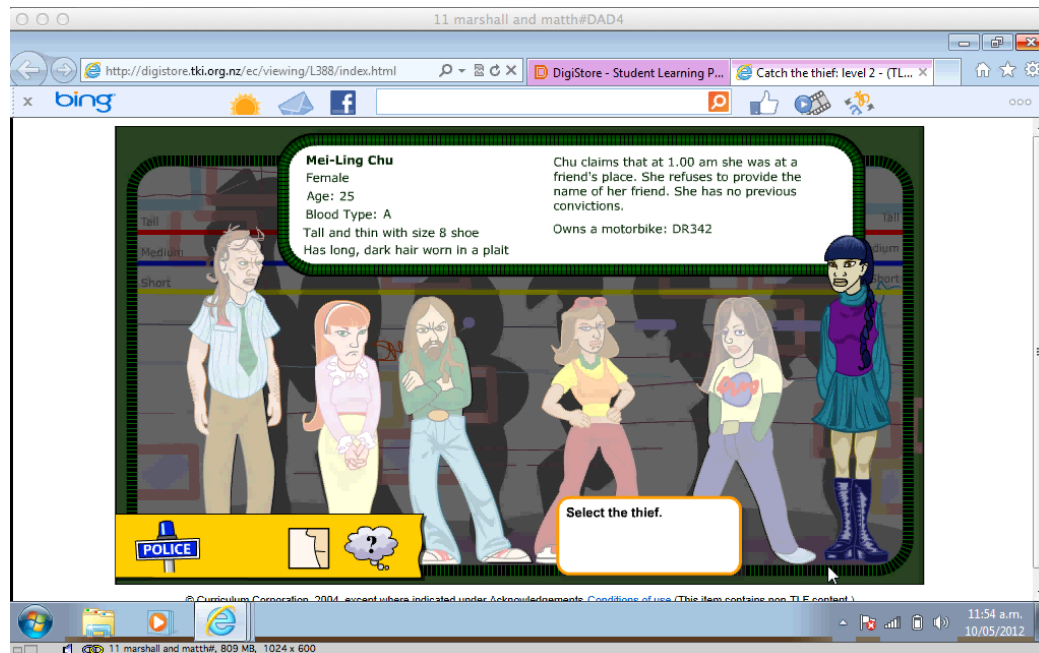 11 marshall and matth#DAD4
http://digistore.tki.org.nz/ec/viewing/L388/index.html
DigiStore - Student Learning P...
Catch the thief: level 2 - (TL...
x bing
Mei-Ling Chu
Female
Age: 25
Blood Type: A
Tall and thin with size 8 shoe
Has long, dark hair worn in a plait
Chu claims that at 1.00 am she was at a
friend's place. She refuses to provide the
name of her friend. She has no previous
convictions.
Owns a motorbike: DR342
Tall
Medium
Short
Tall
dium
Short
Select the thief.
POLICE
?
© Curriculum Corporation, 2004, except where indicated under Acknowledgements Conditions of use (This item contains non-TLF content.)
11:54 a.m.
10/05/2012
11 marshall and matth#, 809 MB, 1024 x 600